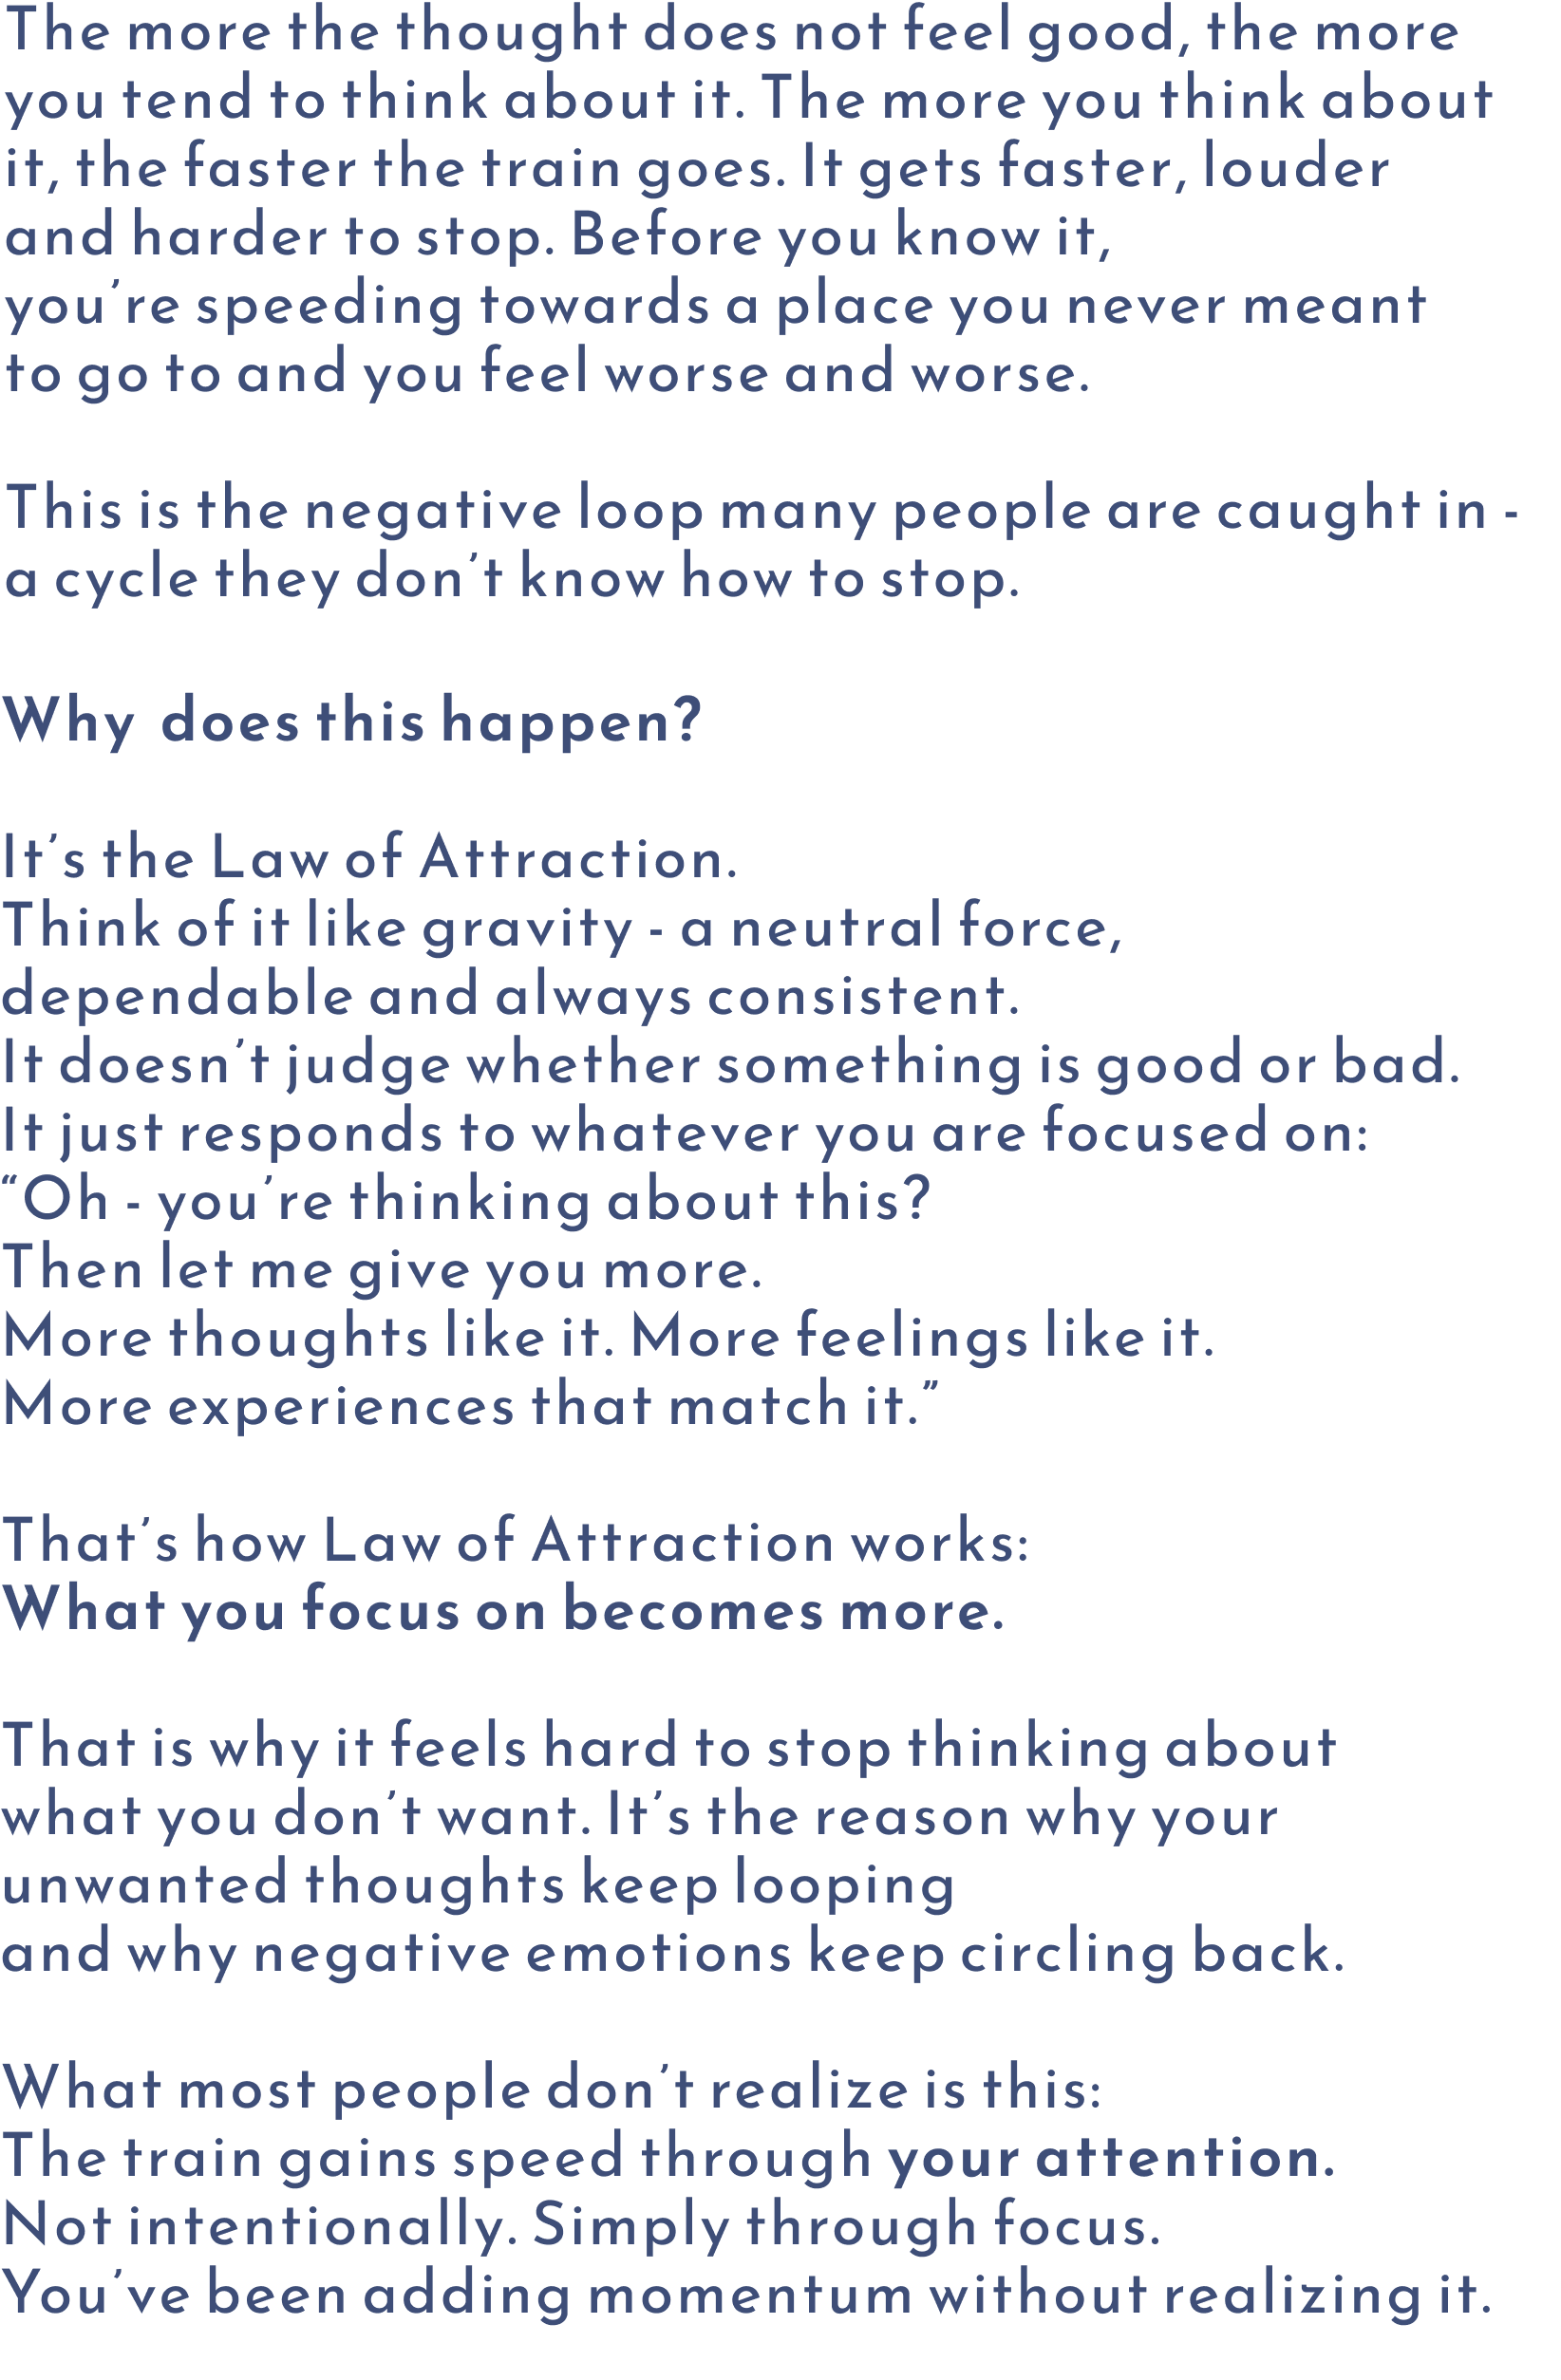 The more the thought does not feel good, the more
you tend to think about it. The more you think about
it, the faster the train goes. It gets faster, louder
and harder to stop. Before you know it,
you’re speeding towards a place you never meant
to go to and you feel worse and worse.
This is the negative loop many people are caught in -
a cycle they don’t know how to stop.
Why does this happen?
It’s the Law of Attraction.
Think of it like gravity - a neutral force,
dependable and always consistent.
It doesn’t judge whether something is good or bad.
It just responds to whatever you are focused on:
“Oh - you’re thinking about this?
Then let me give you more.
More thoughts like it. More feelings like it.
More experiences that match it.”
That’s how Law of Attraction works:
What you focus on becomes more.
That is why it feels hard to stop thinking about
what you don’t want. It’s the reason why your
unwanted thoughts keep looping
and why negative emotions keep circling back.
What most people don’t realize is this:
The train gains speed through your attention.
Not intentionally. Simply through focus.
You’ve been adding momentum without realizing it.